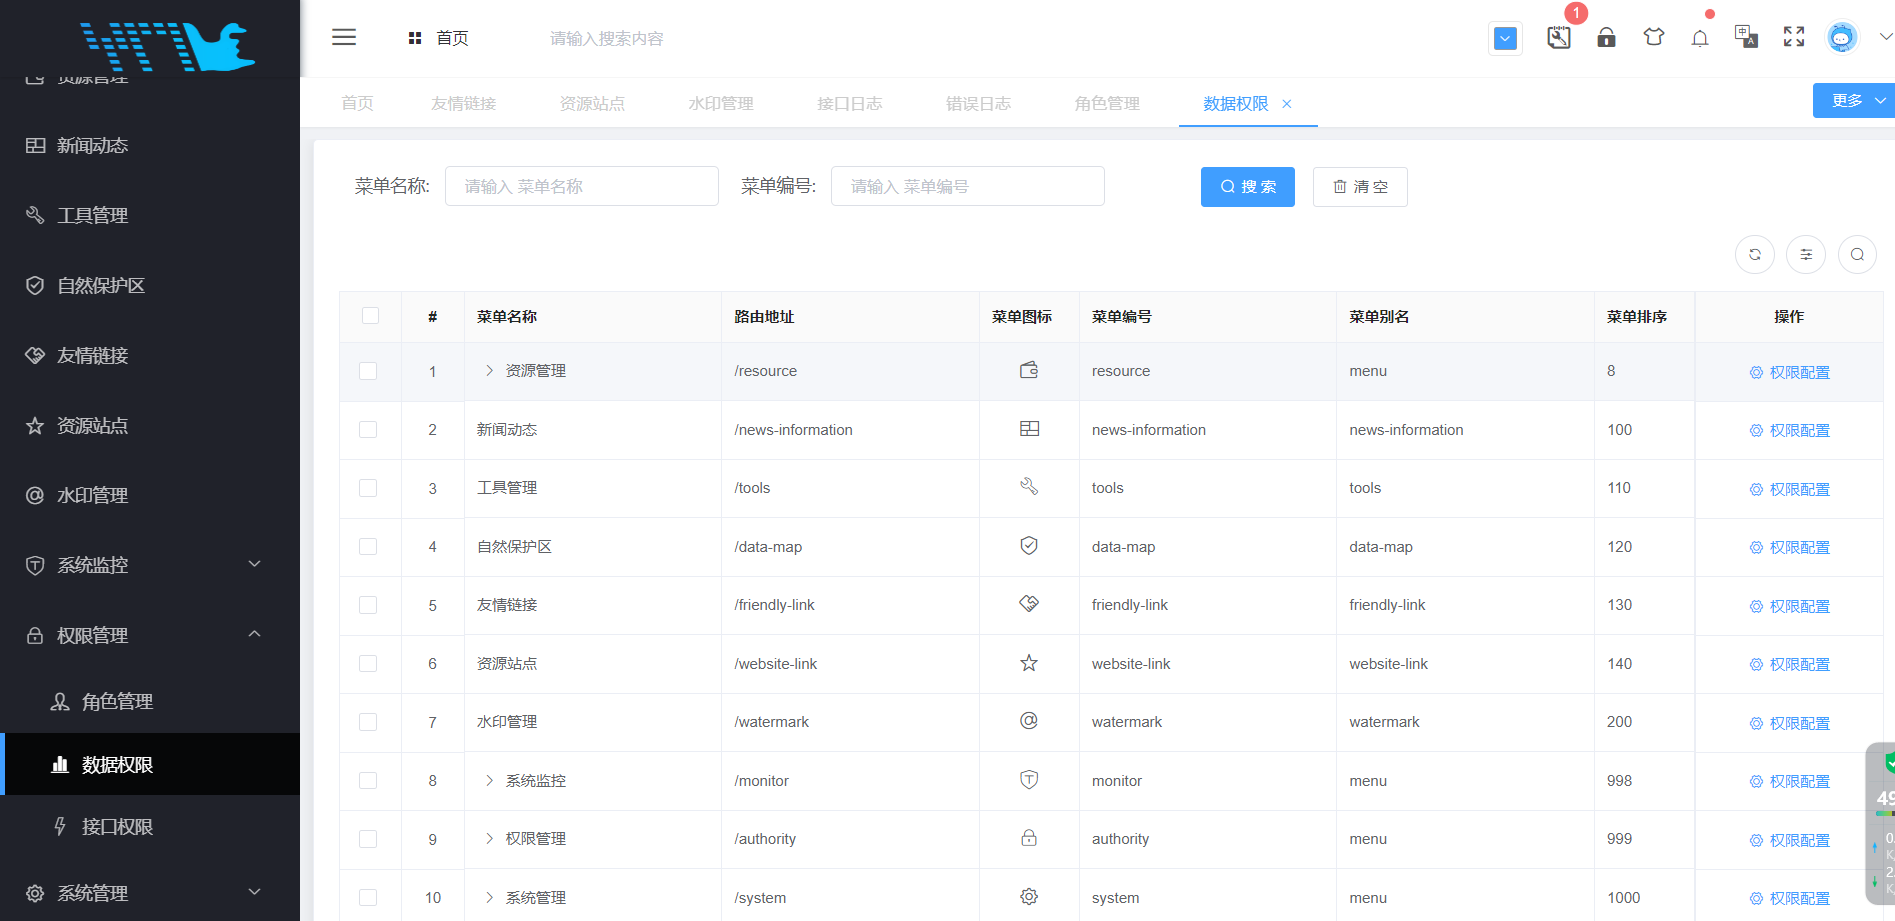 首页
请输入搜索内容
1
中
A
资源管理
新闻动态
工具管理
自然保护区
友情链接
资源站点
水印管理
系统监控
权限管理
角色管理
数据权限
接口权限
系统管理
首页 友情链接 资源站点 水印管理 接口日志 错误日志 角色管理 数据权限
更多
菜单名称: 请输入 菜单名称 菜单编号: 请输入 菜单编号 搜 索 清 空
# 菜单名称 路由地址 菜单图标 菜单编号 菜单别名 菜单排序 操作
1 资源管理 /resource resource menu 8 权限配置
2 新闻动态 /news-information news-information news-information 100 权限配置
3 工具管理 /tools tools tools 110 权限配置
4 自然保护区 /data-map data-map data-map 120 权限配置
5 友情链接 /friendly-link friendly-link friendly-link 130 权限配置
6 资源站点 /website-link website-link website-link 140 权限配置
7 水印管理 /watermark watermark watermark 200 权限配置
8 系统监控 /monitor monitor menu 998 权限配置
9 权限管理 /authority authority menu 999 权限配置
10 系统管理 /system system menu 1000 权限配置
49